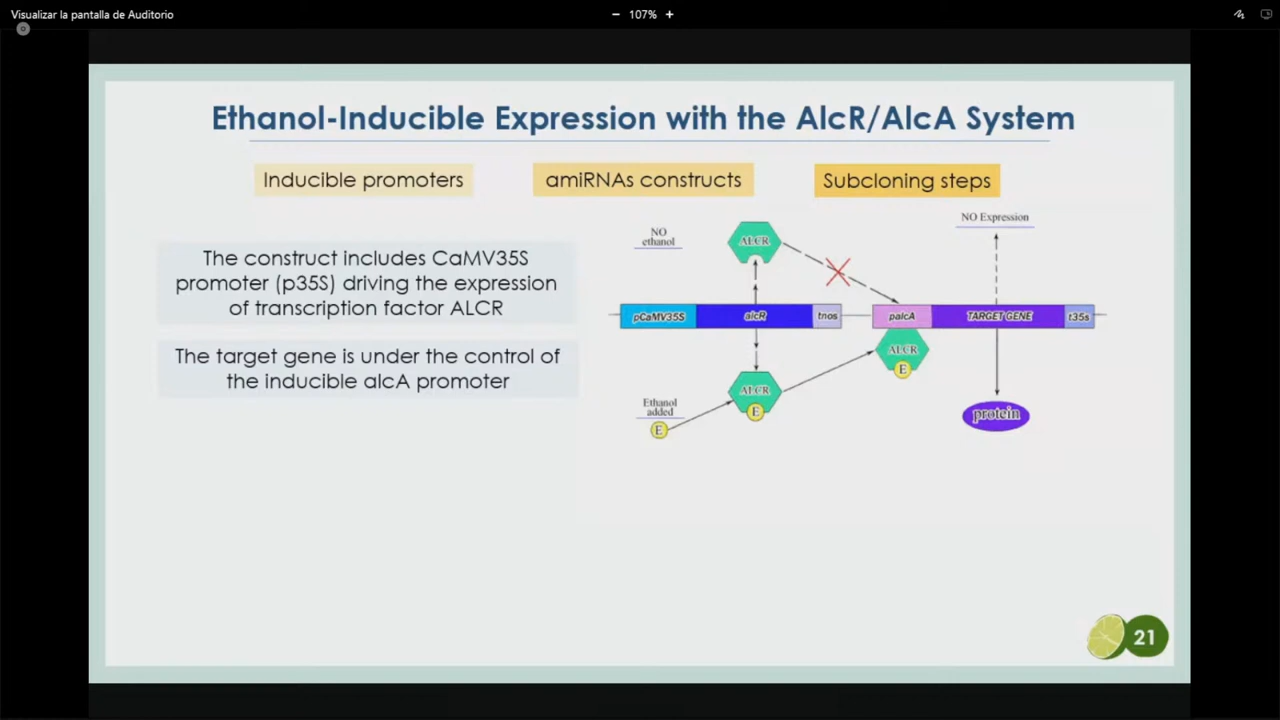 Visualizar la pantalla de Auditorio
− 107% +
Ethanol-Inducible Expression with the AlcR/AlcA System
Inducible promoters
amiRNAs constructs
Subcloning steps
The construct includes CaMV35S
promoter (p35S) driving the expression
of transcription factor ALCR
The target gene is under the control of
the inducible alcA promoter
NO
ethanol
ALCR
NO Expression
pCaMV35S
alcR
tnos
palcA
TARGET GENE
t35s
ALCR
E
Ethanol
added
E
ALCR
E
protein
21